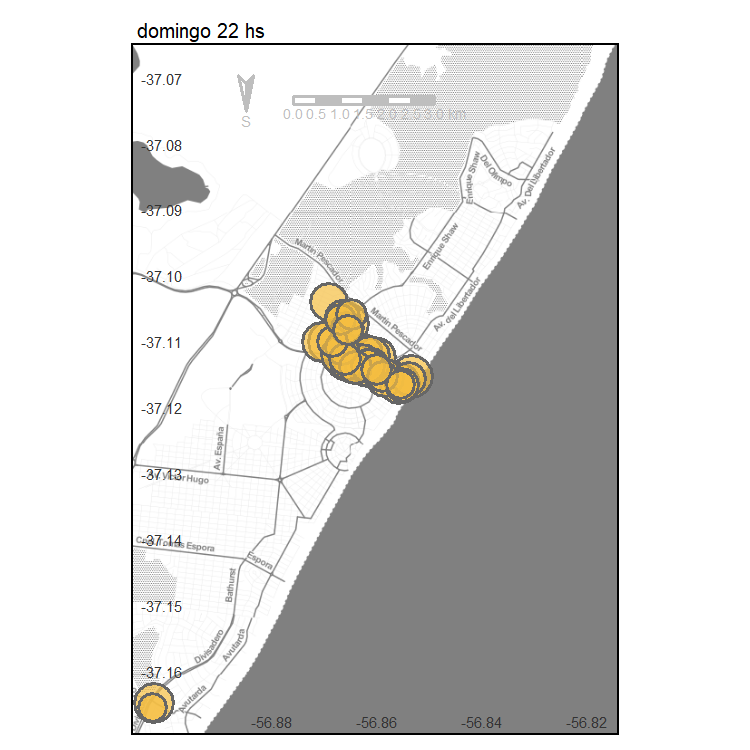 domingo 22 hs
-37.07
0.0 0.5 1.0 1.5 2.0 2.5 3.0 km
S
-37.08
Enrique Shaw
Del Olimpo
Av. Del Libertador
-37.09
Enrique Shaw
Martin Pescador
-37.10
Av. del Libertador
Martin Pescador
-37.11
-37.12
Av. España
-37.13
Victor Hugo
-37.14
Espora
Espora
Bathurst
-37.15
Divisadero
Avutarda
-37.16
Avutarda
-56.88
-56.86
-56.84
-56.82